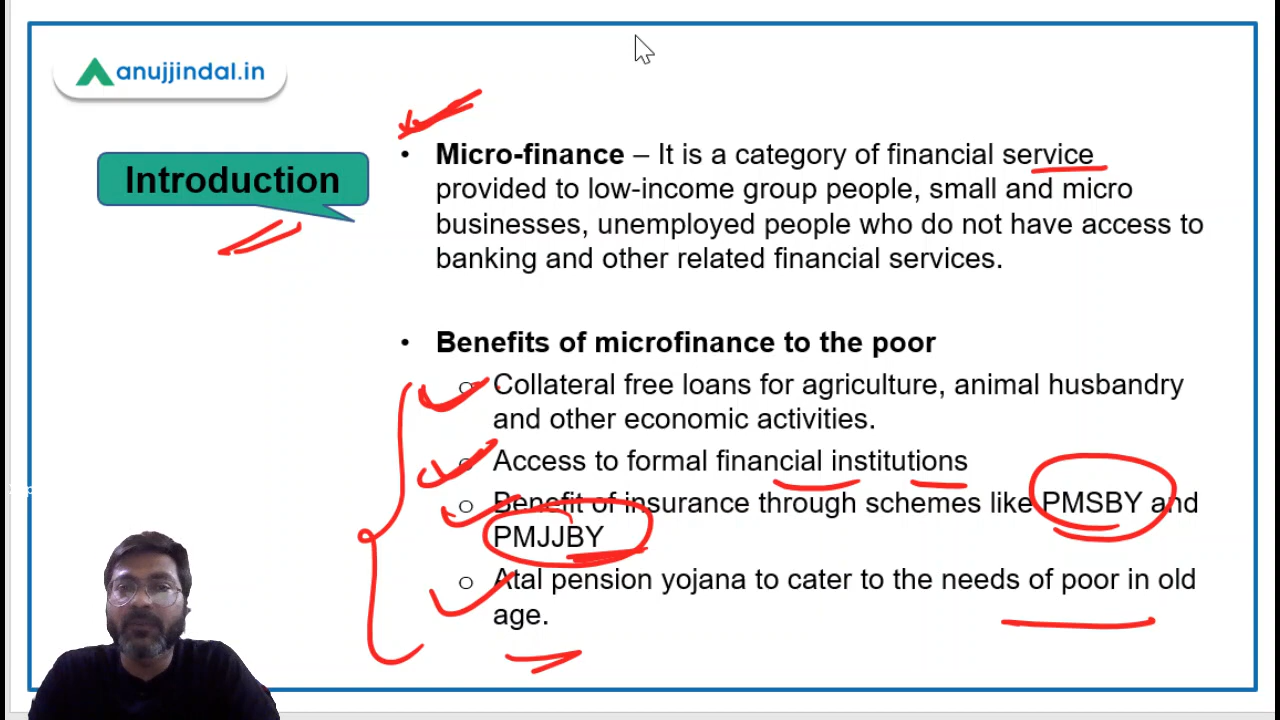 anujjindal.in
Introduction
• Micro-finance – It is a category of financial service
provided to low-income group people, small and micro
businesses, unemployed people who do not have access to
banking and other related financial services.
• Benefits of microfinance to the poor
o Collateral free loans for agriculture, animal husbandry
and other economic activities.
o Access to formal financial institutions
o Benefit of insurance through schemes like PMSBY and
PMJJBY
o Atal pension yojana to cater to the needs of poor in old
age.